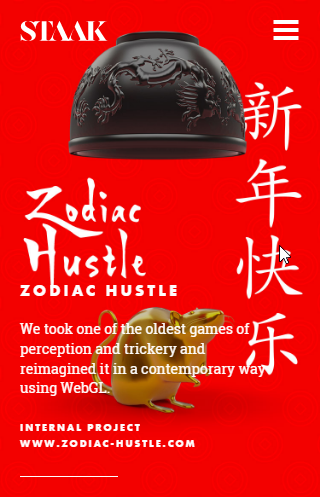 STAAK
新
年
快
乐
Zodiac
Hustle
ZODIAC HUSTLE
We took one of the oldest games of
perception and trickery and
reimagined it in a contemporary way
using WebGL.
INTERNAL PROJECT
WWW.ZODIAC-HUSTLE.COM